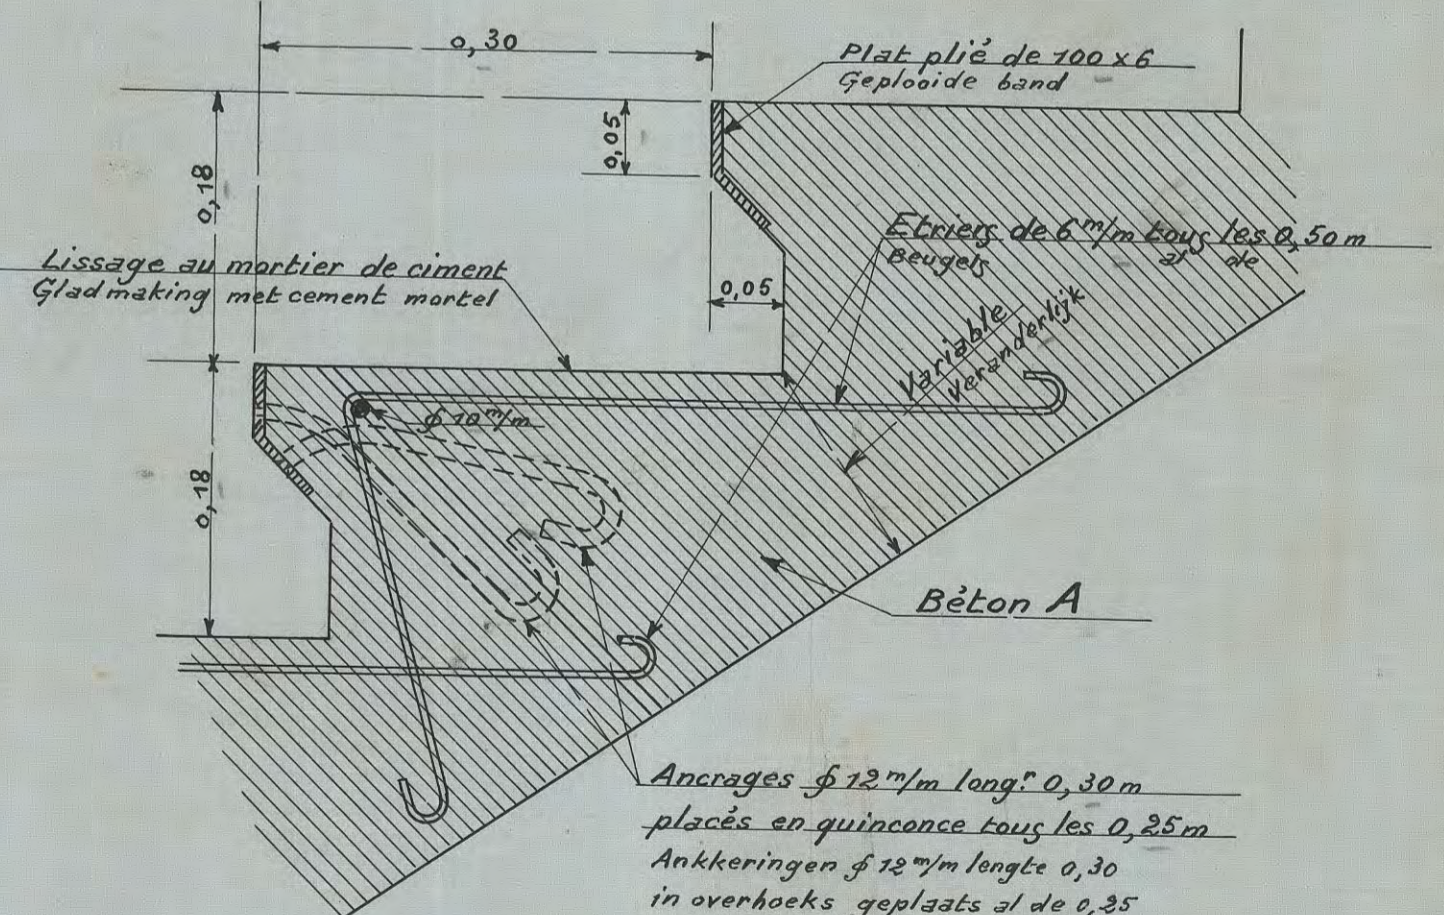 0,30
Plat plié de 100 x 6
Geplooide band
0,05
0,18
Etriers de 6 m/m tous les 0,50 m
Beugels al de
Lissage au mortier de ciment
Gladmaking met cement mortel
0,05
Variable
Veranderlijk
∮ 10 m/m
0,18
Béton A
Ancrages ∮ 12 m/m longr 0,30 m
placés en quinconce tous les 0,25 m
Ankkeringen ∮ 12 m/m lengte 0,30
in overhoeks geplaats al de 0,25